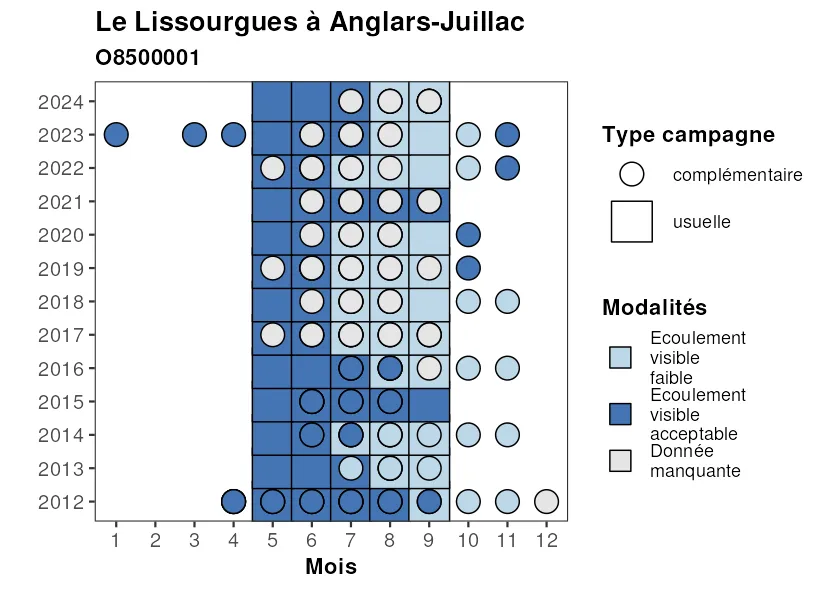 Le Lissourgues à Anglars-Juillac
O8500001
2024
2023
2022
2021
2020
2019
2018
2017
2016
2015
2014
2013
2012
1 2 3 4 5 6 7 8 9 10 11 12
Mois
Type campagne
complémentaire
usuelle
Modalités
Ecoulement
visible
faible
Ecoulement
visible
acceptable
Donnée
manquante